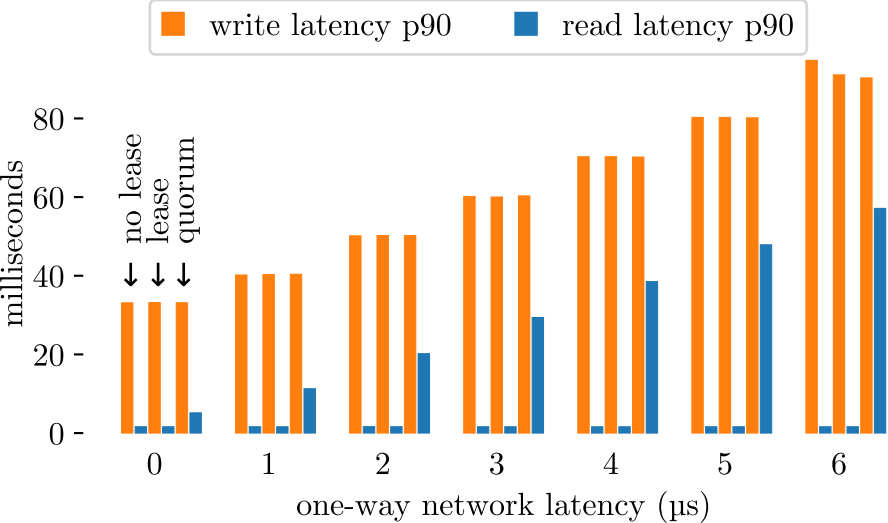 write latency p90 read latency p90
no lease
lease
quorum
milliseconds
80
60
40
20
0
0 1 2 3 4 5 6
one-way network latency (µs)